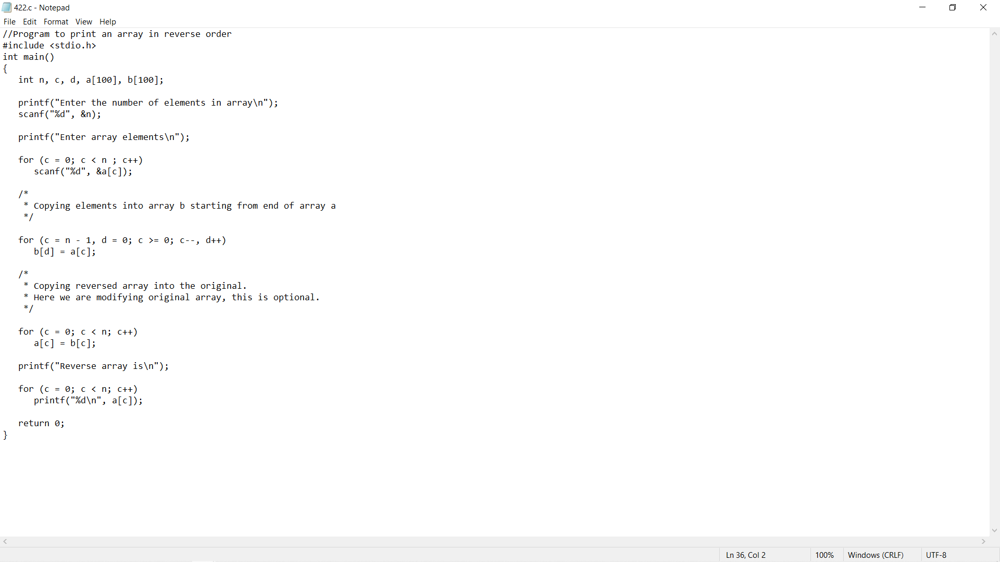 422.c - Notepad
File Edit Format View Help
//Program to print an array in reverse order
#include <stdio.h>
int main()
{
   int n, c, d, a[100], b[100];

   printf("Enter the number of elements in array\n");
   scanf("%d", &n);

   printf("Enter array elements\n");

   for (c = 0; c < n ; c++)
      scanf("%d", &a[c]);

   /*
    * Copying elements into array b starting from end of array a
    */

   for (c = n - 1, d = 0; c >= 0; c--, d++)
      b[d] = a[c];

   /*
    * Copying reversed array into the original.
    * Here we are modifying original array, this is optional.
    */

   for (c = 0; c < n; c++)
      a[c] = b[c];

   printf("Reverse array is\n");

   for (c = 0; c < n; c++)
      printf("%d\n", a[c]);

   return 0;
}
Ln 36, Col 2 100% Windows (CRLF) UTF-8